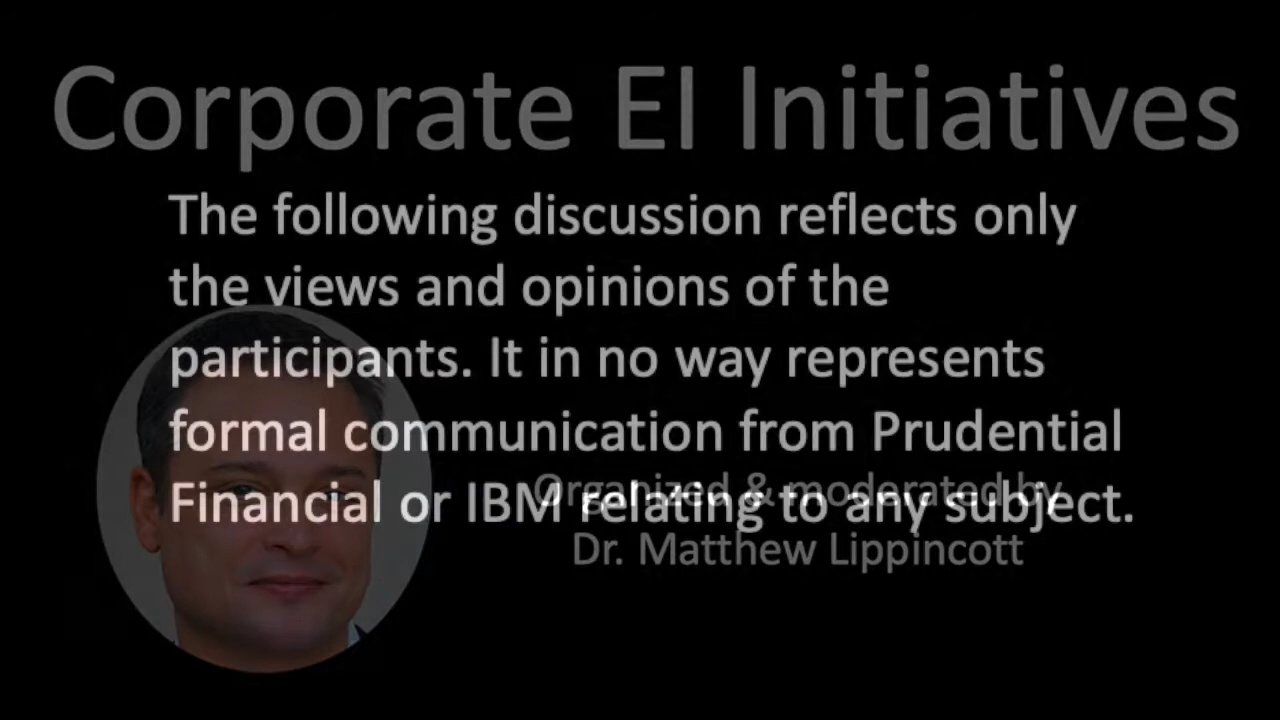 Corporate EI Initiatives
The following discussion reflects only
the views and opinions of the
participants. It in no way represents
formal communication from Prudential
Financial or IBM relating to any subject.
Organized & moderated by
Dr. Matthew Lippincott